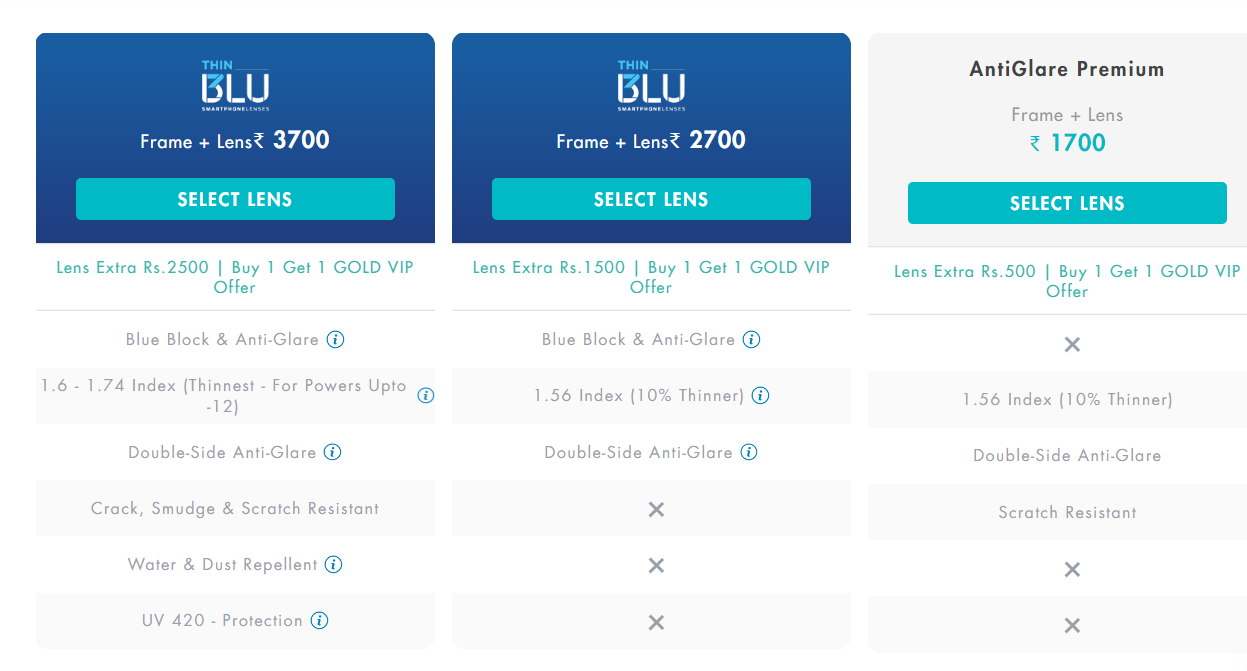 THIN
BLU
SMARTPHONELENSES
Frame + Lens₹ 3700
SELECT LENS
Lens Extra Rs.2500 | Buy 1 Get 1 GOLD VIP
Offer
Blue Block & Anti-Glare
1.6 - 1.74 Index (Thinnest - For Powers Upto
-12)
Double-Side Anti-Glare
Crack, Smudge & Scratch Resistant
Water & Dust Repellent
UV 420 - Protection
THIN
BLU
SMARTPHONELENSES
Frame + Lens₹ 2700
SELECT LENS
Lens Extra Rs.1500 | Buy 1 Get 1 GOLD VIP
Offer
Blue Block & Anti-Glare
1.56 Index (10% Thinner)
Double-Side Anti-Glare
AntiGlare Premium
Frame + Lens
₹ 1700
SELECT LENS
Lens Extra Rs.500 | Buy 1 Get 1 GOLD VIP
Offer
1.56 Index (10% Thinner)
Double-Side Anti-Glare
Scratch Resistant